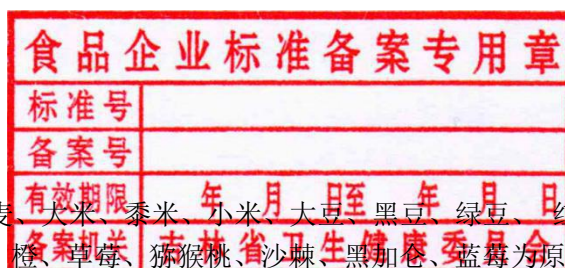 食品企业标准备案专用章
标准号
备案号
有效期限 年 月 日至 年 月 日
麦、大米、黍米、小米、大豆、黑豆、绿豆、红
备案机关 吉林省卫生健康委员会
橙、草莓、猕猴桃、沙棘、黑加仑、蓝莓为原